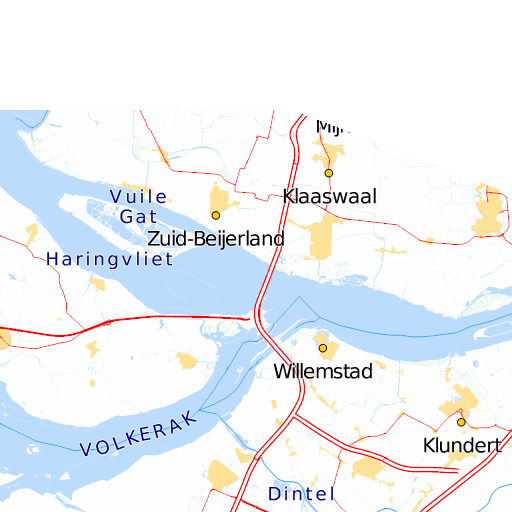 Klaaswaal
Vuile
Gat
Zuid-Beijerland
Haringvliet
Willemstad
VOLKERAK
Klundert
Dintel